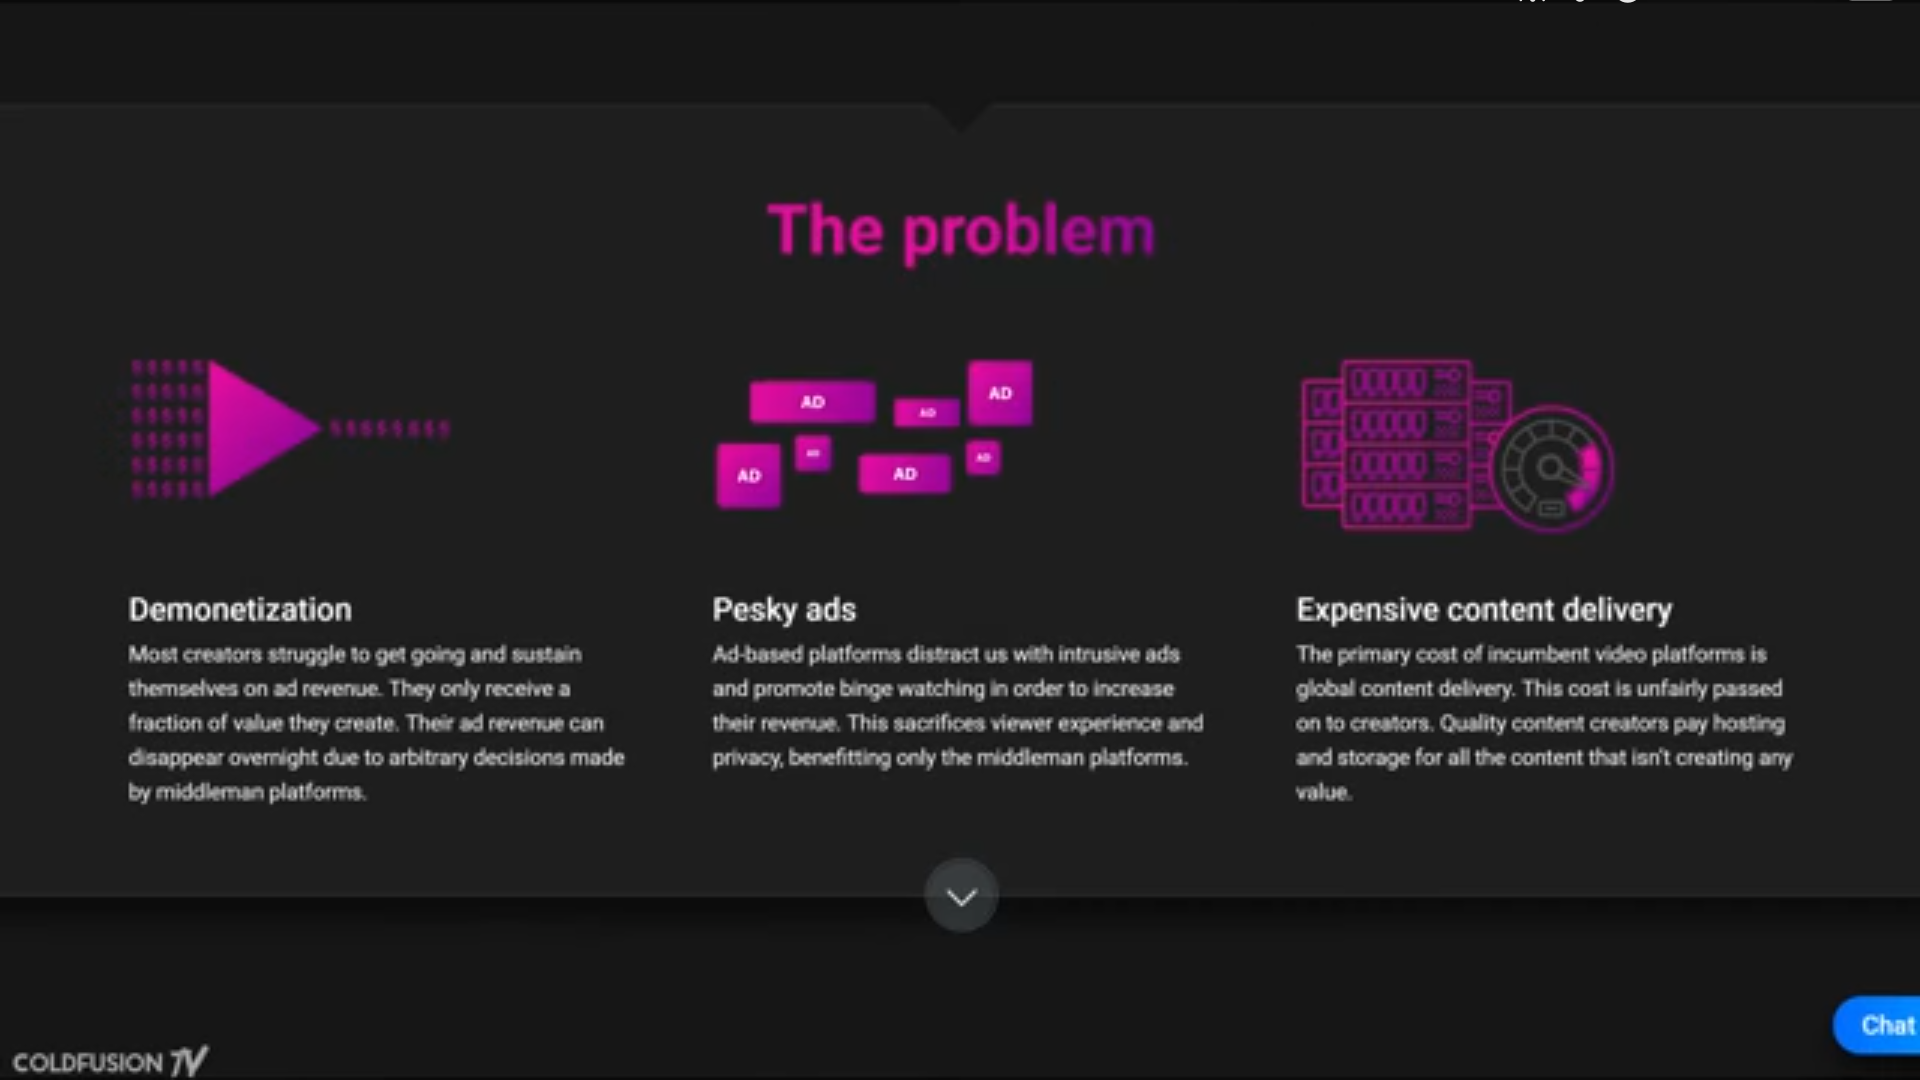 The problem
AD
AD
AD
AD
AD
AD
AD
Demonetization
Most creators struggle to get going and sustain
themselves on ad revenue. They only receive a
fraction of value they create. Their ad revenue can
disappear overnight due to arbitrary decisions made
by middleman platforms.
Pesky ads
Ad-based platforms distract us with intrusive ads
and promote binge watching in order to increase
their revenue. This sacrifices viewer experience and
privacy, benefitting only the middleman platforms.
Expensive content delivery
The primary cost of incumbent video platforms is
global content delivery. This cost is unfairly passed
on to creators. Quality content creators pay hosting
and storage for all the content that isn't creating any
value.
Chat
COLDFUSION TV